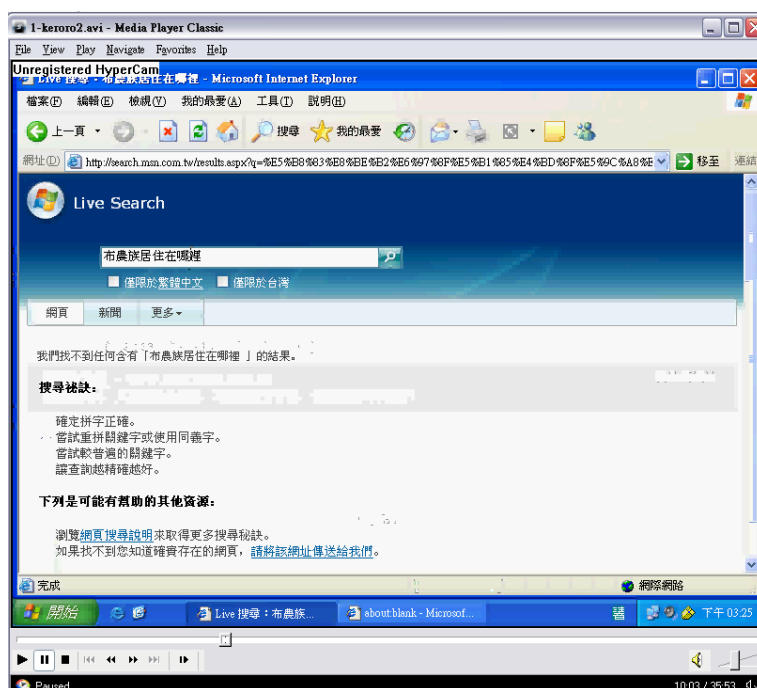 1-keroro2.avi - Media Player Classic
File View Play Navigate Favorites Help
Unregistered HyperCam
Live 搜尋：布農族居住在哪裡 - Microsoft Internet Explorer
檔案(F) 編輯(E) 檢視(V) 我的最愛(A) 工具(T) 說明(H)
上一頁 搜尋 我的最愛
網址(D) http://search.msn.com.tw/results.aspx?q=%E5%B8%83%E8%BE%B2%E6%97%8F%E5%B1%85%E4%BD%8F%E5%9C%A8%E 移至 連結
Live Search
布農族居住在哪裡
僅限於繁體中文 僅限於台灣
網頁 新聞 更多
我們找不到任何含有「布農族居住在哪裡 」的結果。
搜尋祕訣:
確定拼字正確。
嘗試重拼關鍵字或使用同義字。
嘗試較普遍的關鍵字。
讓查詢越精確越好。
下列是可能有幫助的其他資源:
瀏覽網頁搜尋說明來取得更多搜尋秘訣。
如果找不到您知道確實存在的網頁，請將該網址傳送給我們。
完成 網際網路
開始 Live 搜尋：布農族... about:blank - Microsof... 下午 03:25
Paused 10:03 / 35:53